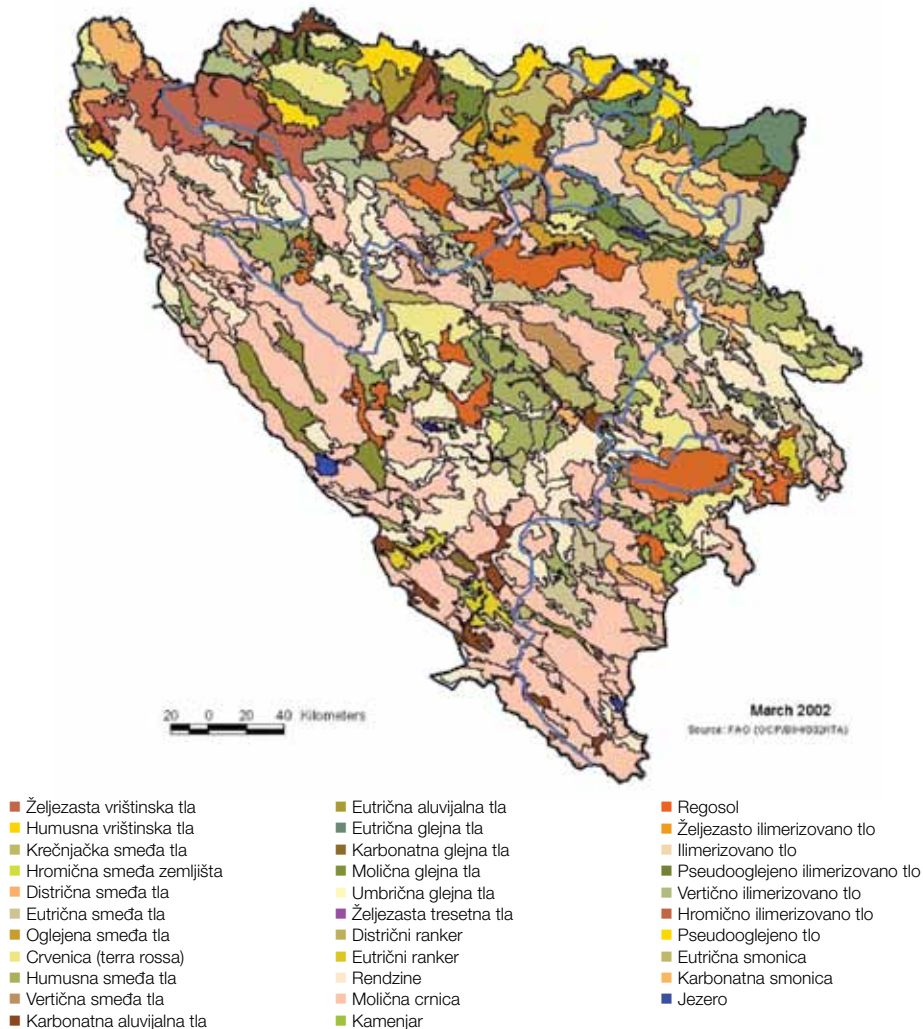 20 0 20 40 Kilometers
March 2002
Source: FAO
Željezasta vrištinska tla
Humusna vrištinska tla
Krečnjačka smeđa tla
Hromična smeđa zemljišta
Distrična smeđa tla
Eutrična smeđa tla
Oglejena smeđa tla
Crvenica (terra rossa)
Humusna smeđa tla
Vertična smeđa tla
Karbonatna aluvijalna tla
Eutrična aluvijalna tla
Eutrična glejna tla
Karbonatna glejna tla
Molična glejna tla
Umbrična glejna tla
Željezasta tresetna tla
Distrični ranker
Eutrični ranker
Rendzine
Molična crnica
Kamenjar
Regosol
Željezasto ilimerizovano tlo
Ilimerizovano tlo
Pseudooglejeno ilimerizovano tlo
Vertično ilimerizovano tlo
Hromično ilimerizovano tlo
Pseudooglejeno tlo
Eutrična smonica
Karbonatna smonica
Jezero